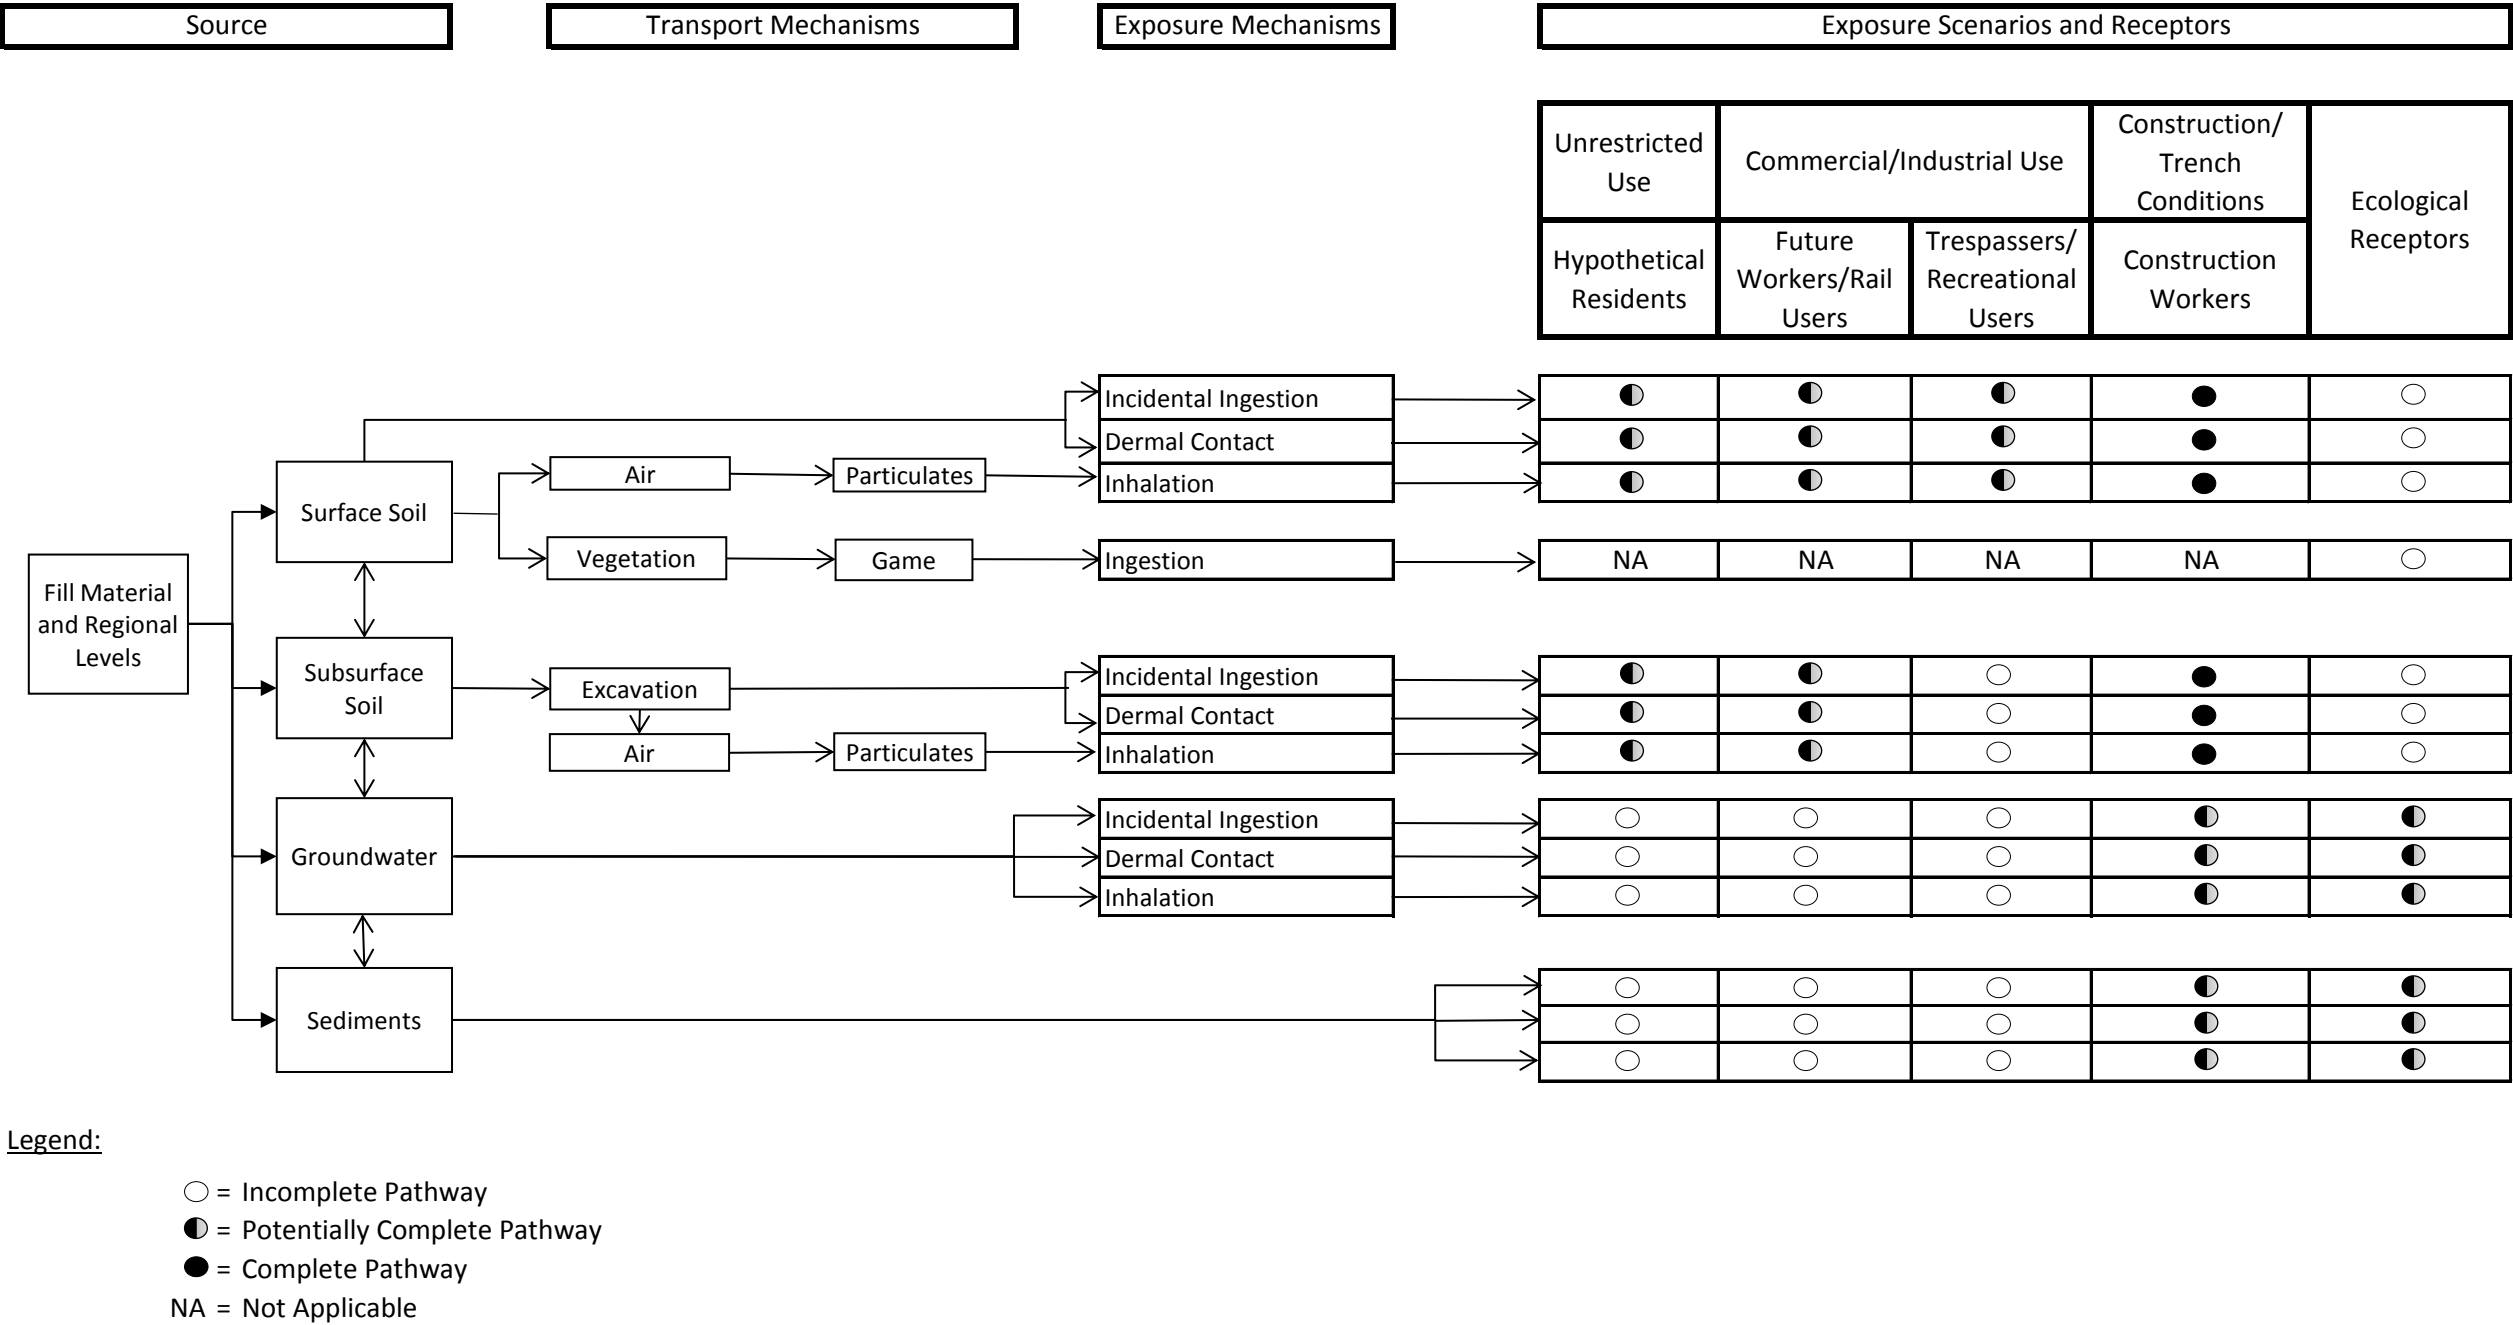 Source
Transport Mechanisms
Exposure Mechanisms
Exposure Scenarios and Receptors
Unrestricted
Use
Commercial/Industrial Use
Construction/
Trench
Conditions
Ecological
Receptors
Hypothetical
Residents
Future
Workers/Rail
Users
Trespassers/
Recreational
Users
Construction
Workers
Incidental Ingestion
Dermal Contact
Air
Particulates
Inhalation
Surface Soil
Vegetation
Game
Ingestion
NA
NA
NA
NA
Fill Material
and Regional
Levels
Subsurface
Soil
Excavation
Incidental Ingestion
Dermal Contact
Air
Particulates
Inhalation
Groundwater
Incidental Ingestion
Dermal Contact
Inhalation
Sediments
Legend:
= Incomplete Pathway
= Potentially Complete Pathway
= Complete Pathway
NA = Not Applicable